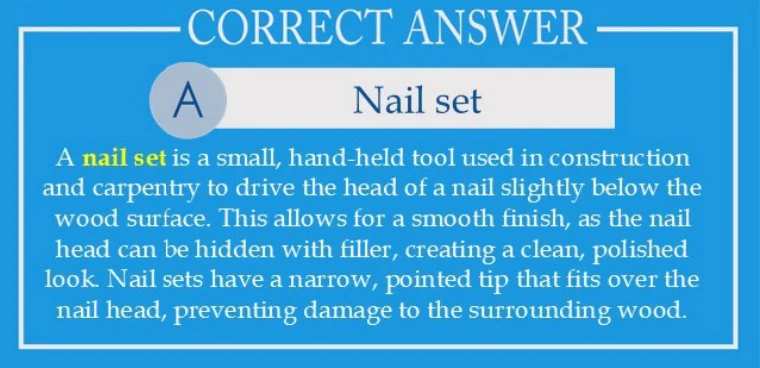 CORRECT ANSWER
A
Nail set
A nail set is a small, hand-held tool used in construction
and carpentry to drive the head of a nail slightly below the
wood surface. This allows for a smooth finish, as the nail
head can be hidden with filler, creating a clean, polished
look. Nail sets have a narrow, pointed tip that fits over the
nail head, preventing damage to the surrounding wood.